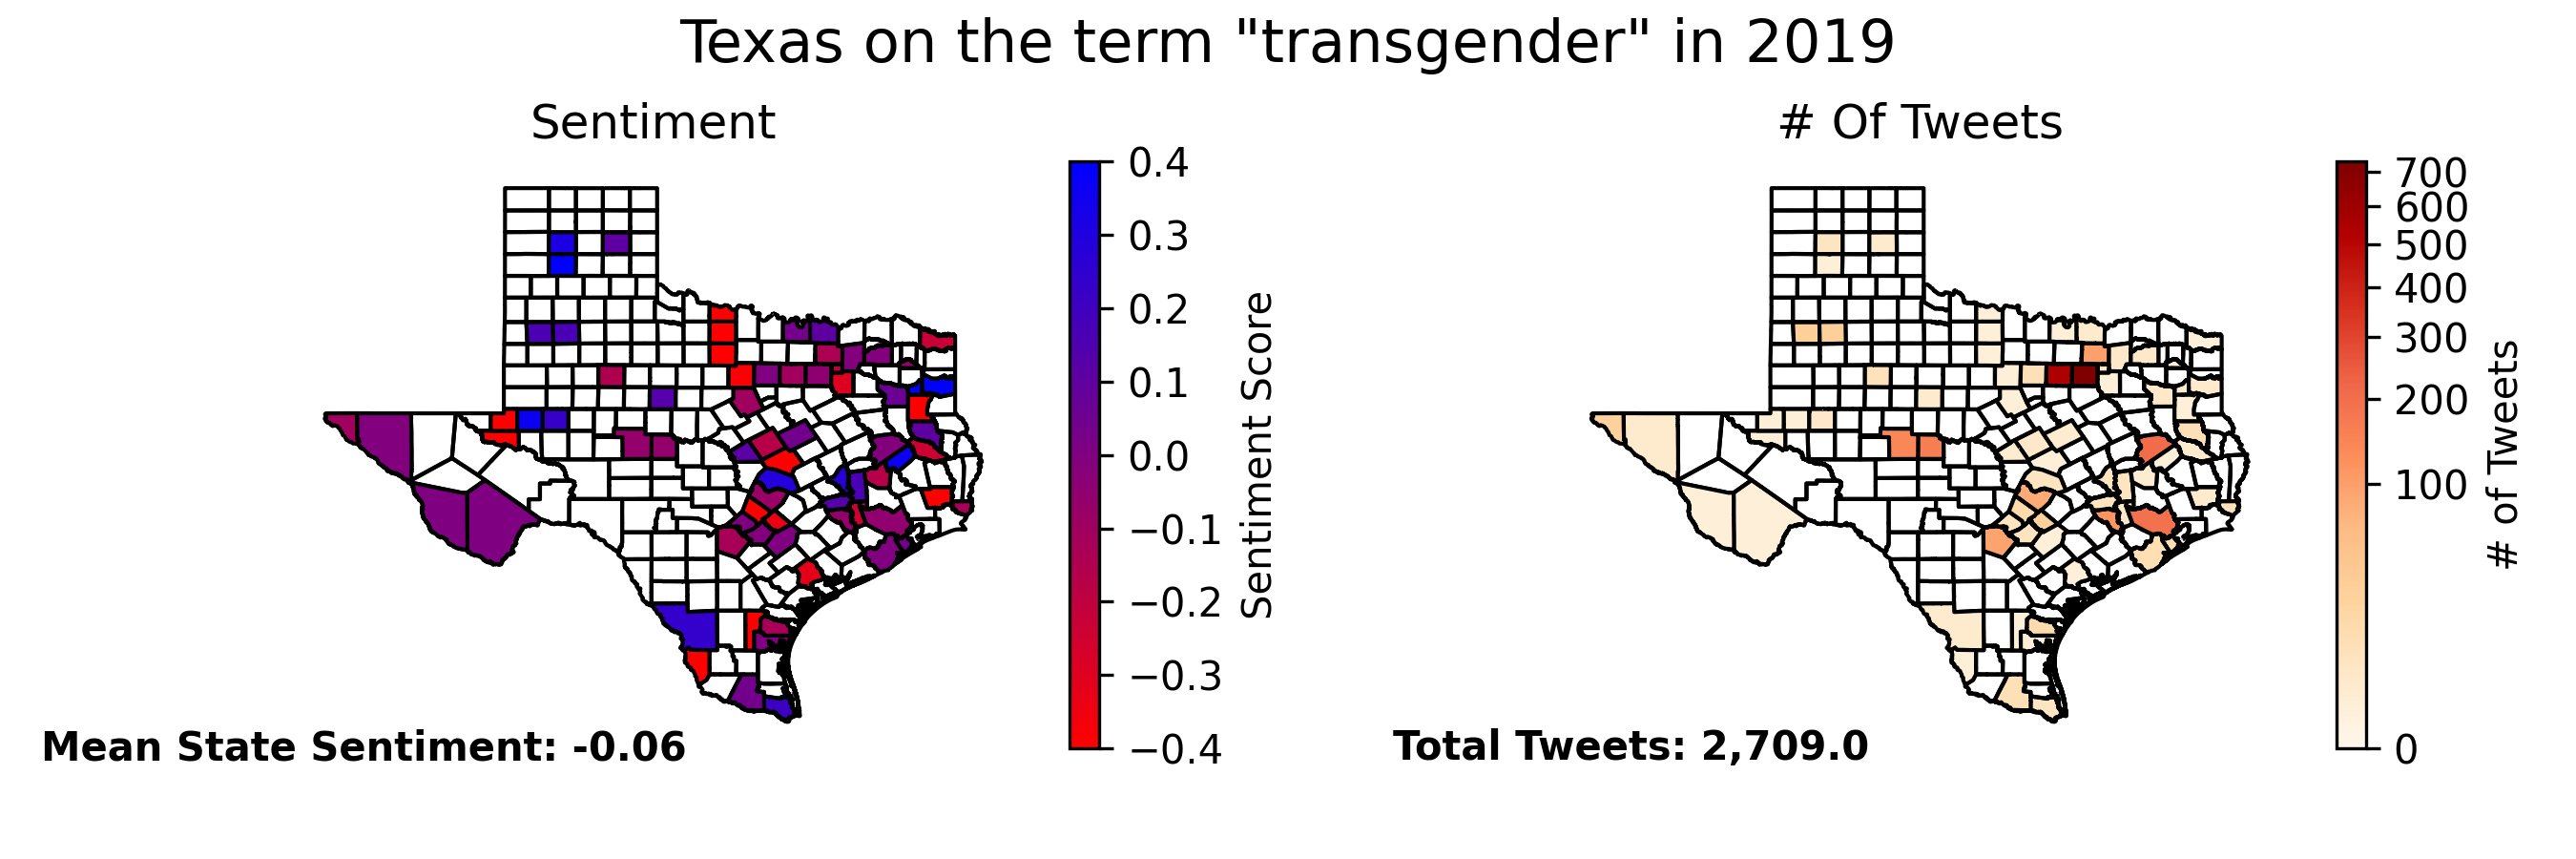 Texas on the term "transgender" in 2019
Sentiment
0.4
0.3
0.2
0.1
0.0
−0.1
−0.2
−0.3
−0.4
Sentiment Score
Mean State Sentiment: -0.06
# Of Tweets
700
600
500
400
300
200
100
0
# of Tweets
Total Tweets: 2,709.0